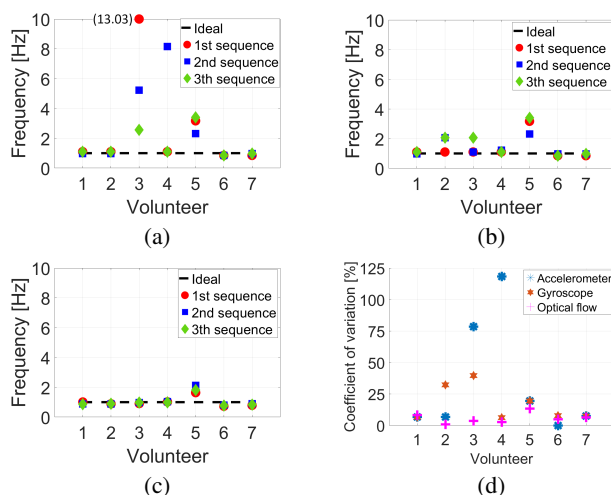 Frequency [Hz]
10
8
6
4
2
0
(13.03)
Ideal
1st sequence
2nd sequence
3th sequence
1 2 3 4 5 6 7
Volunteer
(a)
Frequency [Hz]
10
8
6
4
2
0
Ideal
1st sequence
2nd sequence
3th sequence
1 2 3 4 5 6 7
Volunteer
(b)
Frequency [Hz]
10
8
6
4
2
0
Ideal
1st sequence
2nd sequence
3th sequence
1 2 3 4 5 6 7
Volunteer
(c)
Coefficient of variation [%]
125
100
75
50
25
0
Accelerometer
Gyroscope
Optical flow
1 2 3 4 5 6 7
Volunteer
(d)